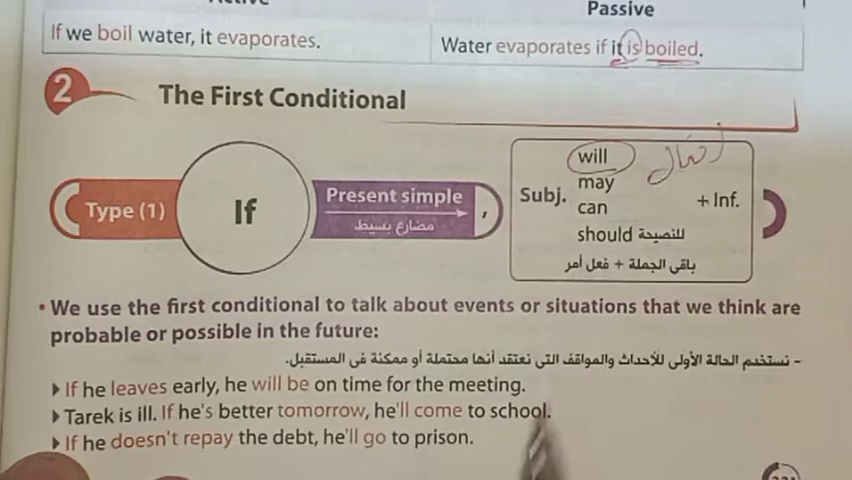 Passive
If we boil water, it evaporates.
Water evaporates if it is boiled.
2
The First Conditional
Type (1)
If
Present simple
مضارع بسيط
,
Subj.
will
may
can
should للنصيحة
+ Inf.
باقى الجملة + فعل أمر
• We use the first conditional to talk about events or situations that we think are
probable or possible in the future:
- نستخدم الحالة الأولى للأحداث والمواقف التى نعتقد أنها محتملة أو ممكنة فى المستقبل.
If he leaves early, he will be on time for the meeting.
Tarek is ill. If he's better tomorrow, he'll come to school.
If he doesn't repay the debt, he'll go to prison.